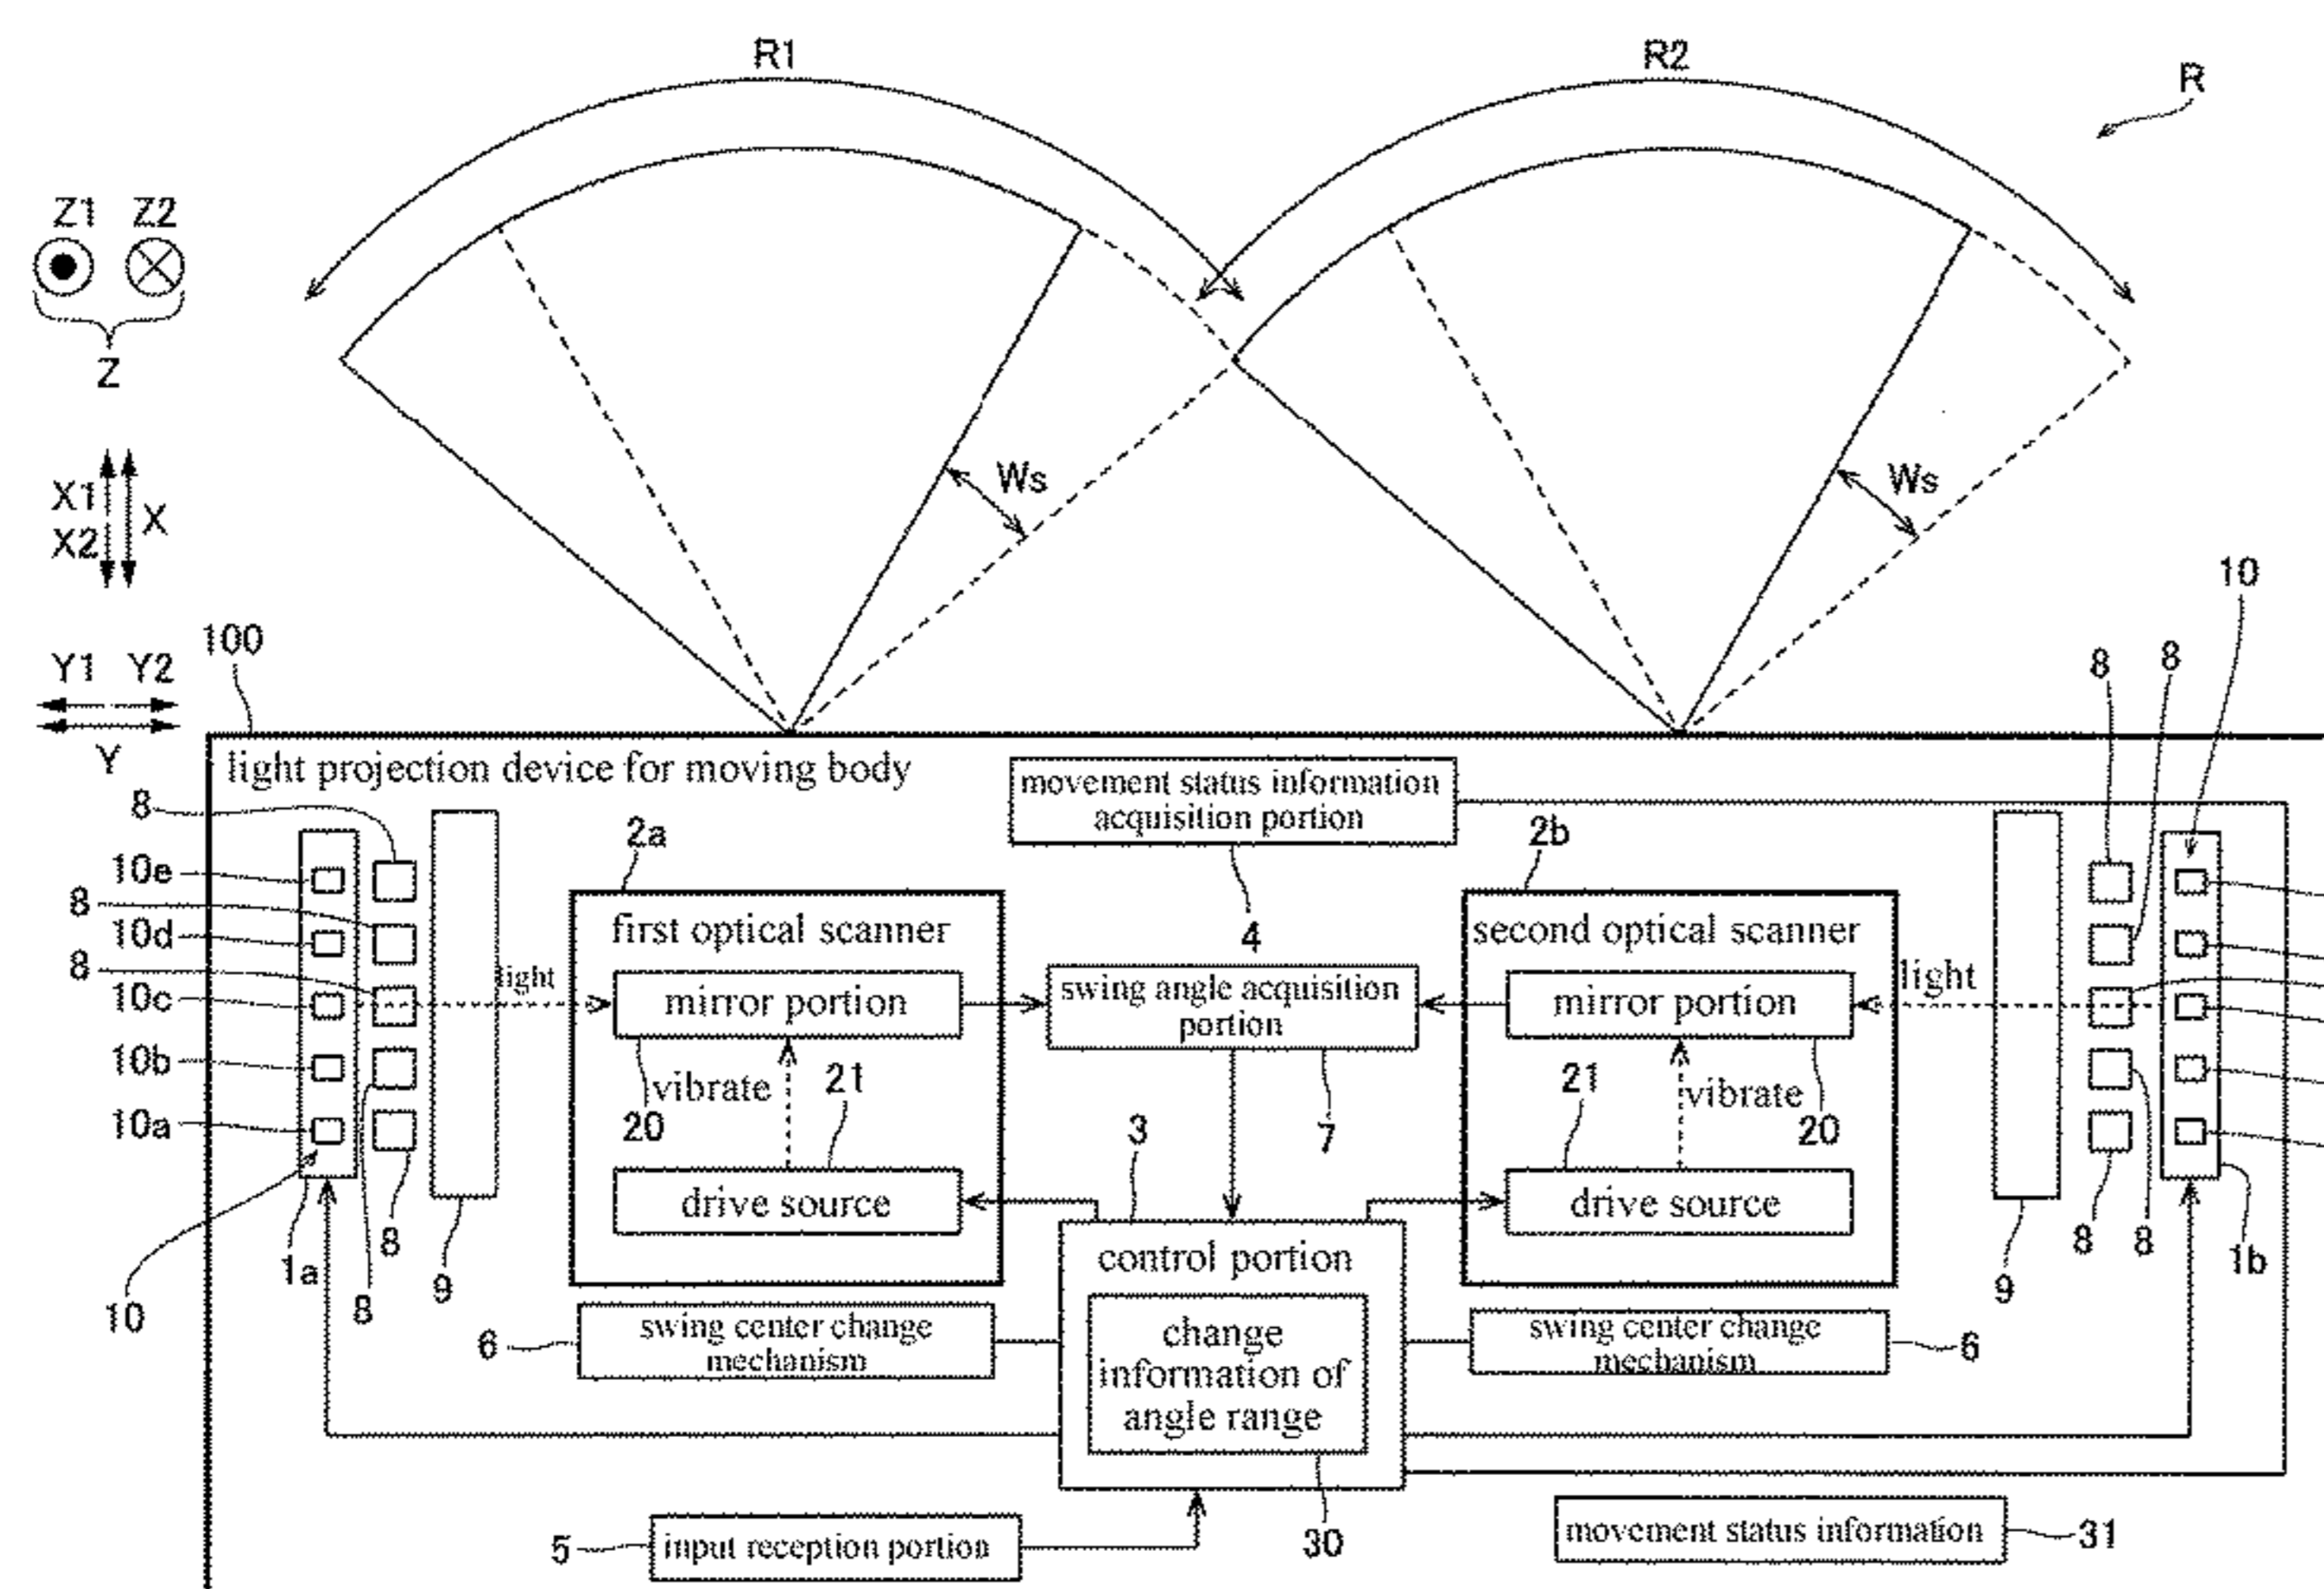 R1
R2
R
Z1 Z2
Z
X1
X2
X
Ws
Ws
Y1 Y2
Y
100
10
8
8
light projection device for moving body
movement status information
acquisition portion
4
8
10e
8
10d
8
10c
10b
10a
10
1a
8
8
9
2a
first optical scanner
light
mirror portion
20
vibrate
21
drive source
swing angle acquisition
portion
7
3
2b
second optical scanner
light
mirror portion
20
vibrate
21
drive source
9
8
8
1b
control portion
change
information of
angle range
30
6
swing center change
mechanism
swing center change
mechanism
6
5
input reception portion
movement status information
31